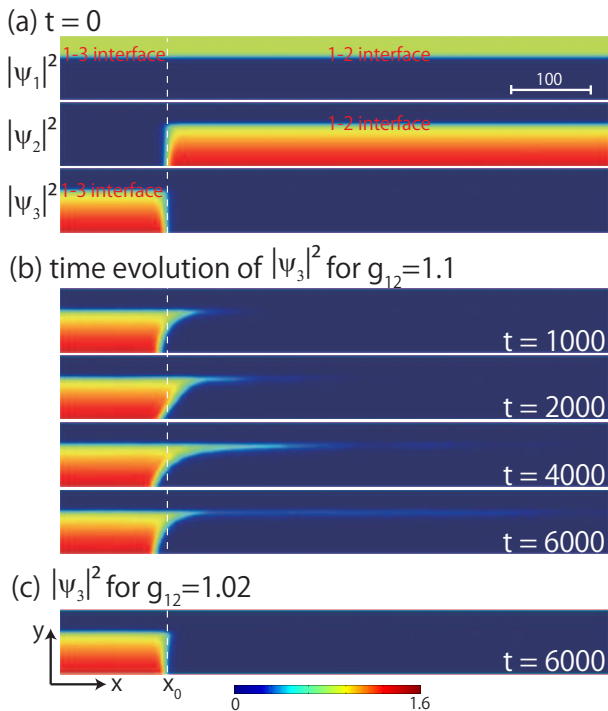 (a) t = 0
|ψ₁|² 1-3 interface 1-2 interface
100
|ψ₂|² 1-2 interface
|ψ₃|² 1-3 interface
(b) time evolution of |ψ₃|² for g₁₂=1.1
t = 1000
t = 2000
t = 4000
t = 6000
(c) |ψ₃|² for g₁₂=1.02
y
t = 6000
x x₀
0 1.6